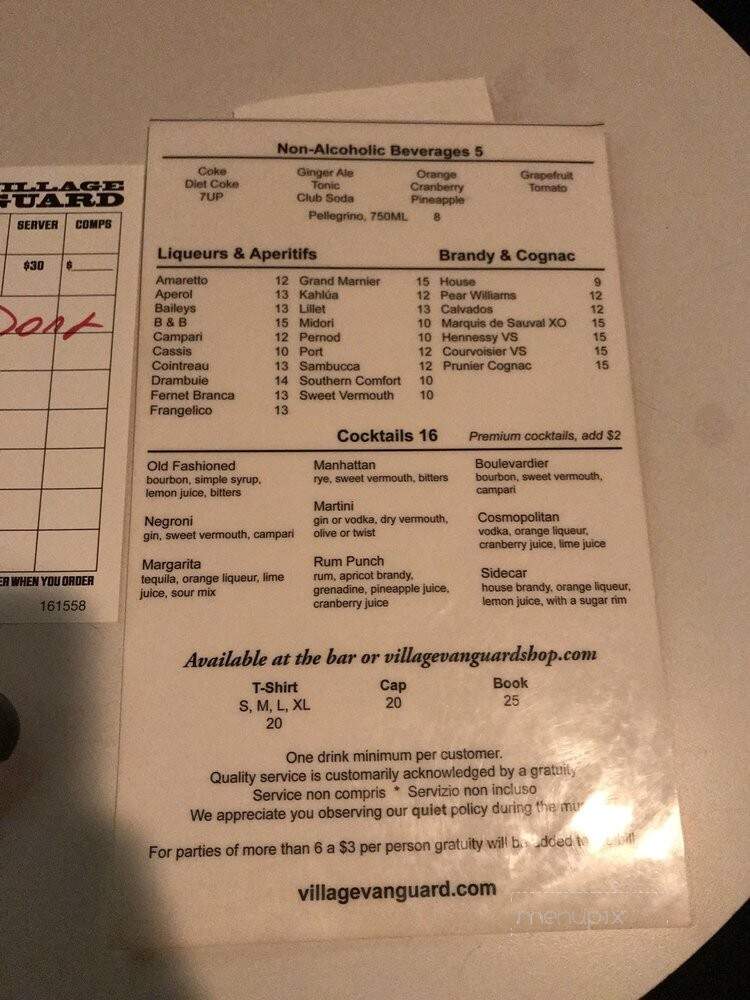 VILLAGE
GUARD
SERVER COMPS
$30 $
Dont
ER WHEN YOU ORDER
161558
Non-Alcoholic Beverages 5
Coke Ginger Ale Orange Grapefruit
Diet Coke Tonic Cranberry Tomato
7UP Club Soda Pineapple
Pellegrino, 750ML 8
Liqueurs & Aperitifs Brandy & Cognac
Amaretto 12 Grand Marnier 15 House 9
Aperol 13 Kahlúa 12 Pear Williams 12
Baileys 13 Lillet 13 Calvados 12
B & B 15 Midori 10 Marquis de Sauval XO 15
Campari 12 Pernod 10 Hennessy VS 15
Cassis 10 Port 12 Courvoisier VS 15
Cointreau 13 Sambucca 12 Prunier Cognac 15
Drambuie 14 Southern Comfort 10
Fernet Branca 13 Sweet Vermouth 10
Frangelico 13
Cocktails 16 Premium cocktails, add $2
Old Fashioned
bourbon, simple syrup,
lemon juice, bitters
Negroni
gin, sweet vermouth, campari
Margarita
tequila, orange liqueur, lime
juice, sour mix
Manhattan
rye, sweet vermouth, bitters
Martini
gin or vodka, dry vermouth,
olive or twist
Rum Punch
rum, apricot brandy,
grenadine, pineapple juice,
cranberry juice
Boulevardier
bourbon, sweet vermouth,
campari
Cosmopolitan
vodka, orange liqueur,
cranberry juice, lime juice
Sidecar
house brandy, orange liqueur,
lemon juice, with a sugar rim
Available at the bar or villagevanguardshop.com
T-Shirt Cap Book
S, M, L, XL 20 25
20
One drink minimum per customer.
Quality service is customarily acknowledged by a gratuity
Service non compris * Servizio non incluso
We appreciate you observing our quiet policy during the
For parties of more than 6 a $3 per person gratuity will be added to bill
villagevanguard.com
menupix